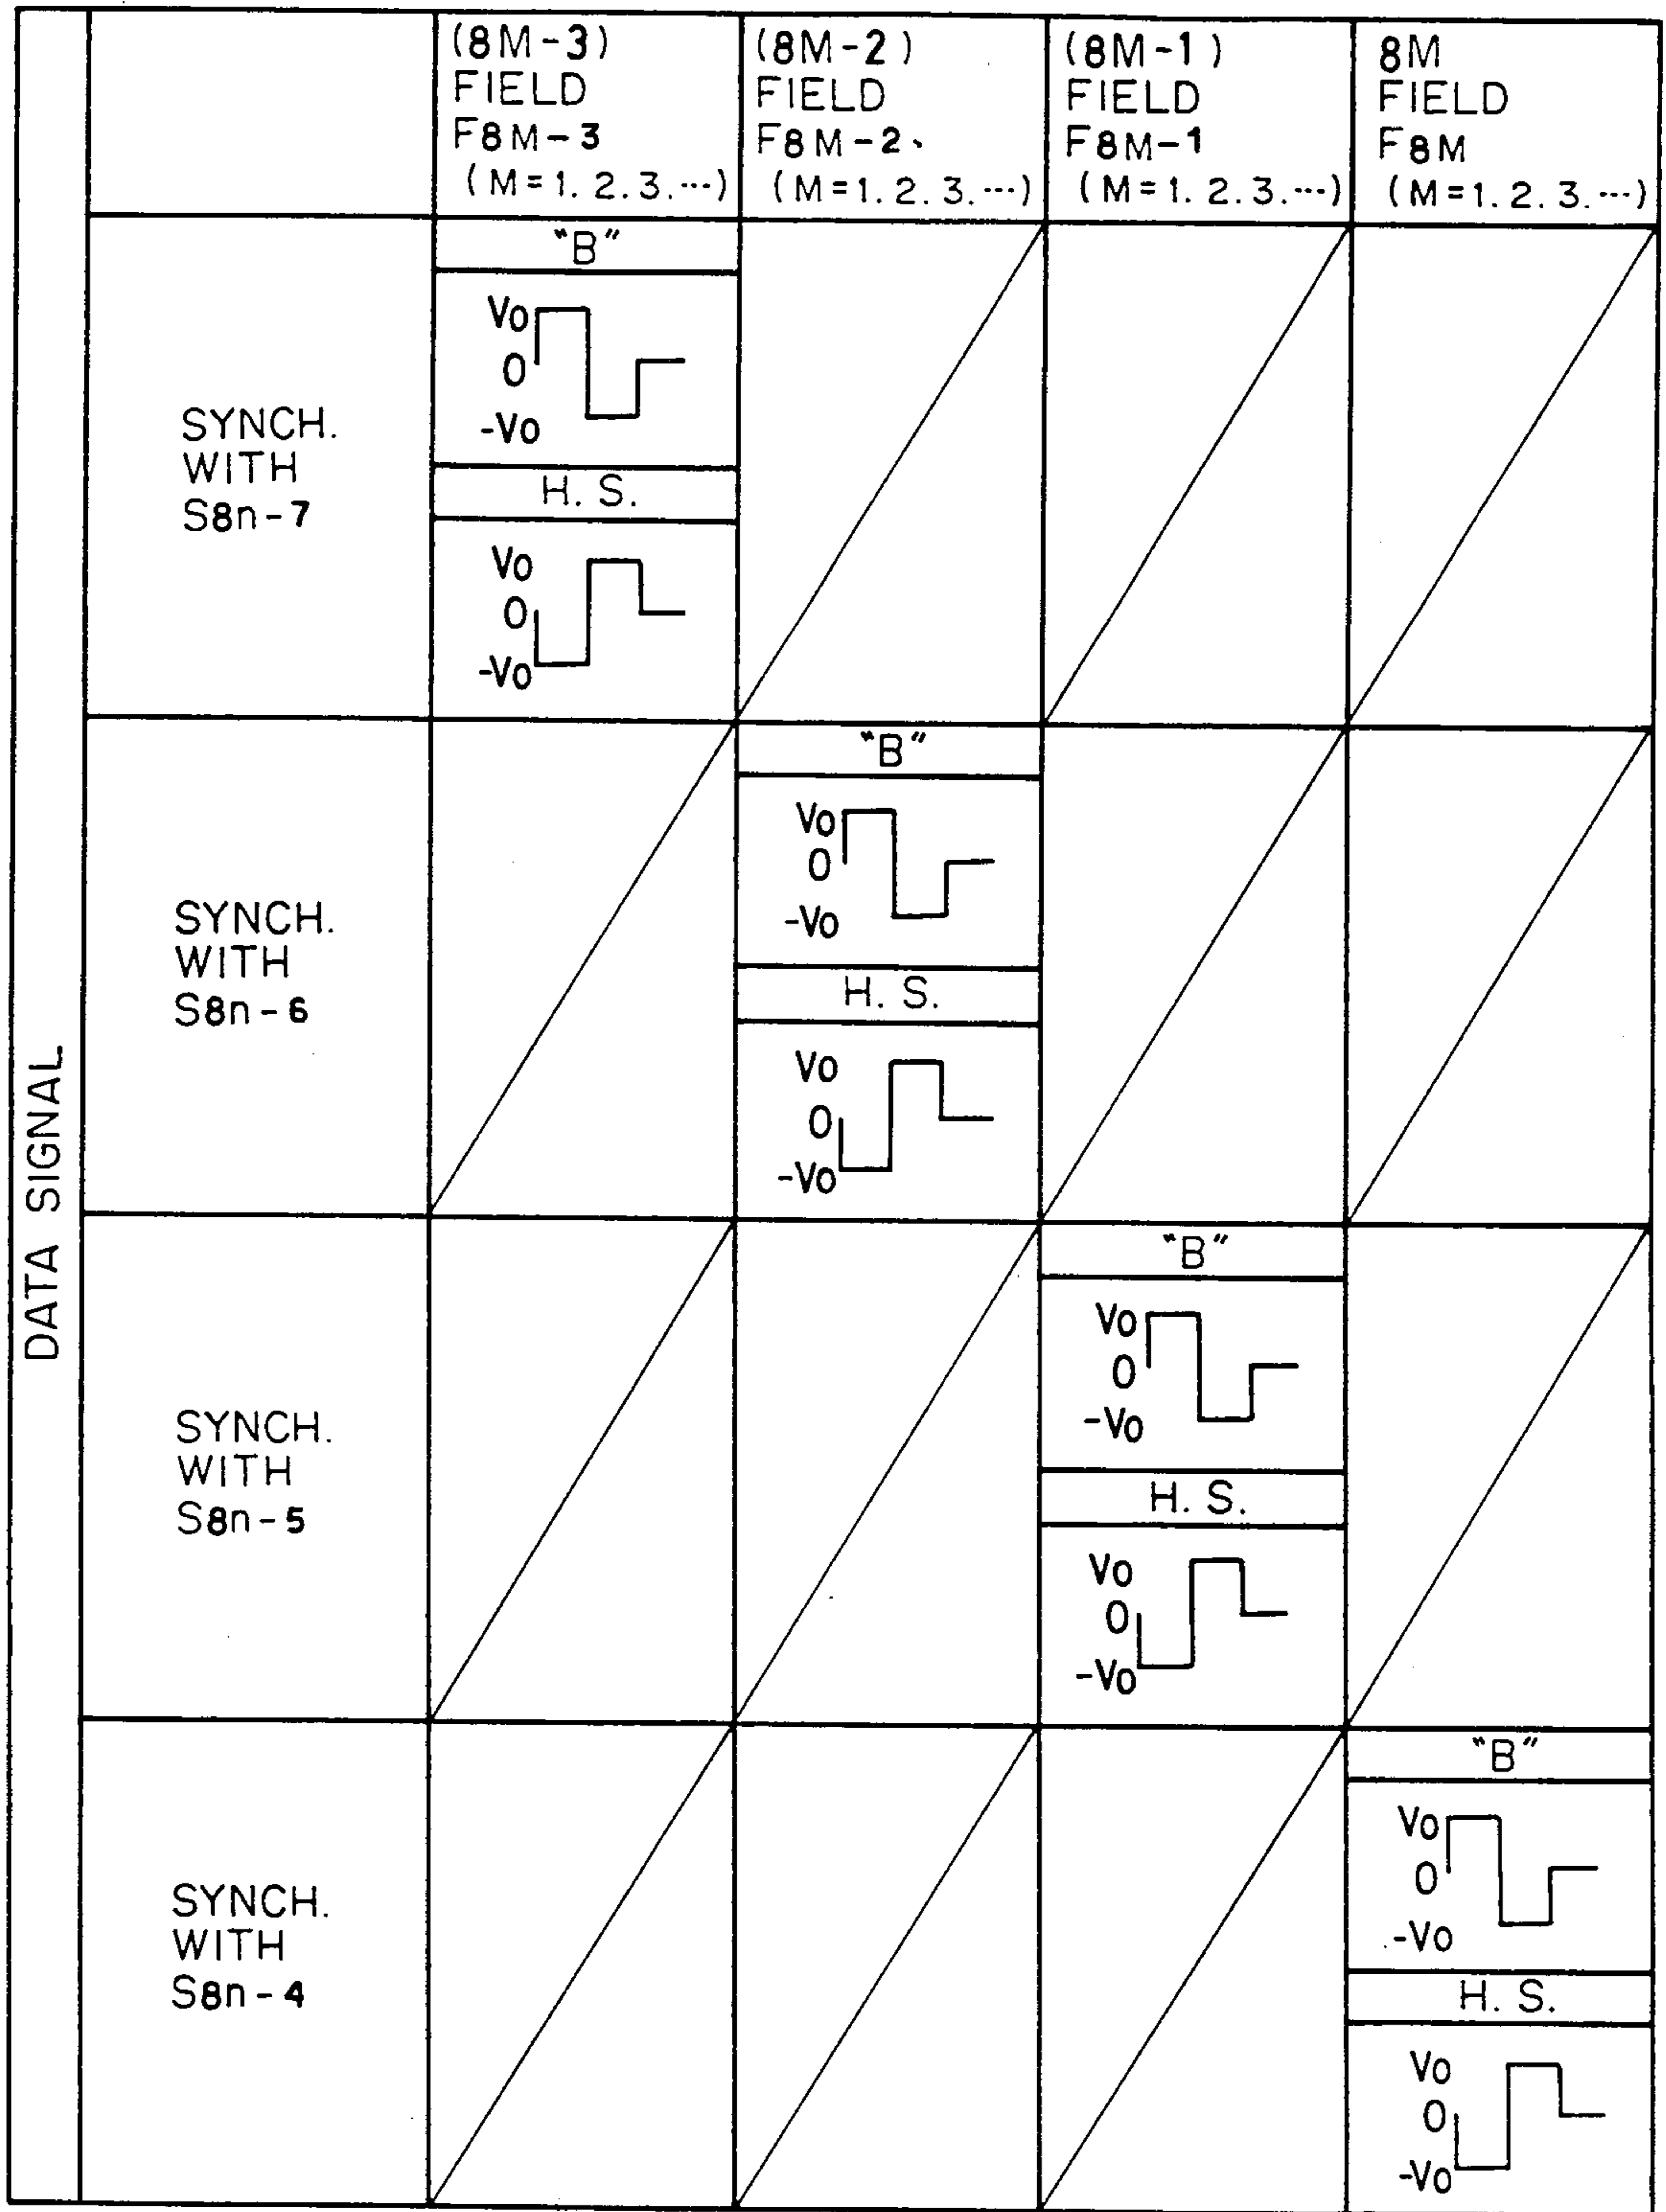 (8M-3)
FIELD
F8M-3
(M=1. 2. 3. ···)
(8M-2)
FIELD
F8M-2
(M=1. 2. 3. ···)
(8M-1)
FIELD
F8M-1
(M=1. 2. 3. ···)
8M
FIELD
F8M
(M=1. 2. 3. ···)
DATA SIGNAL
SYNCH.
WITH
S8n-7
"B"
Vo
0
-Vo
H. S.
Vo
0
-Vo
SYNCH.
WITH
S8n-6
"B"
Vo
0
-Vo
H. S.
Vo
0
-Vo
SYNCH.
WITH
S8n-5
"B"
Vo
0
-Vo
H. S.
Vo
0
-Vo
SYNCH.
WITH
S8n-4
"B"
Vo
0
-Vo
H. S.
Vo
0
-Vo